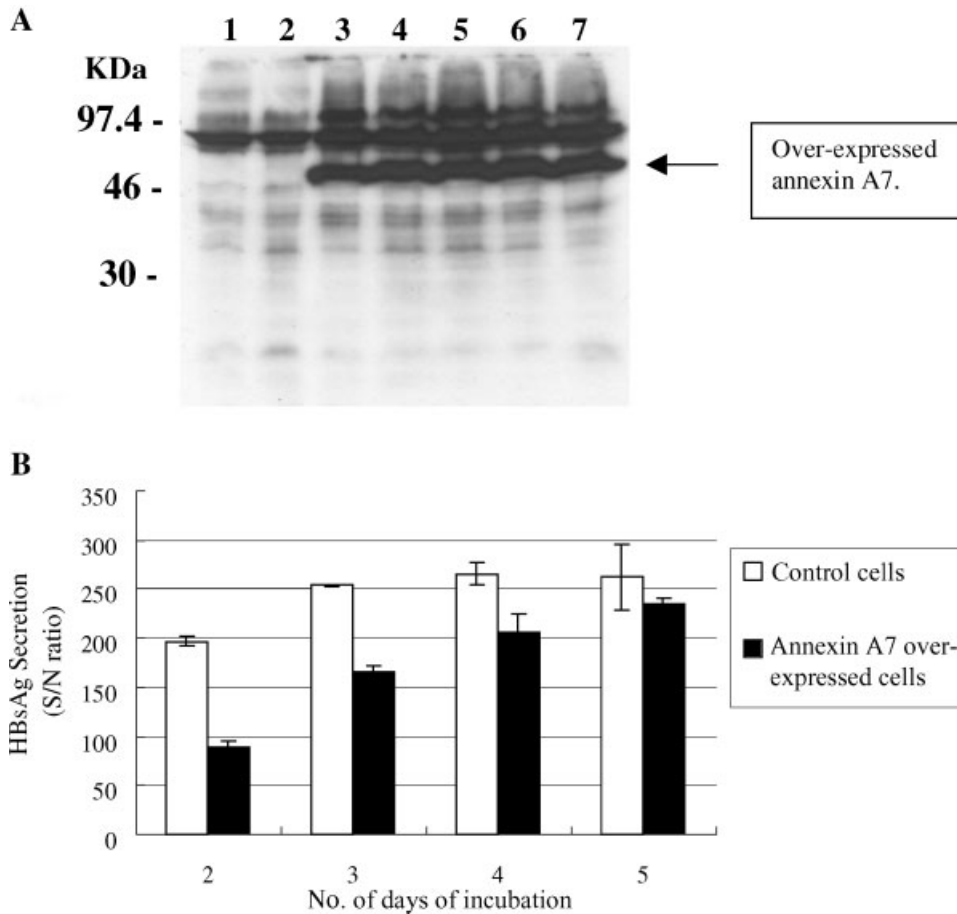 A
1 2 3 4 5 6 7
KDa
97.4 -
46 -
30 -
Over-expressed
annexin A7.
B
350
300
250
200
150
100
50
0
HBsAg Secretion
(S/N ratio)
2 3 4 5
No. of days of incubation
Control cells
Annexin A7 over-
expressed cells